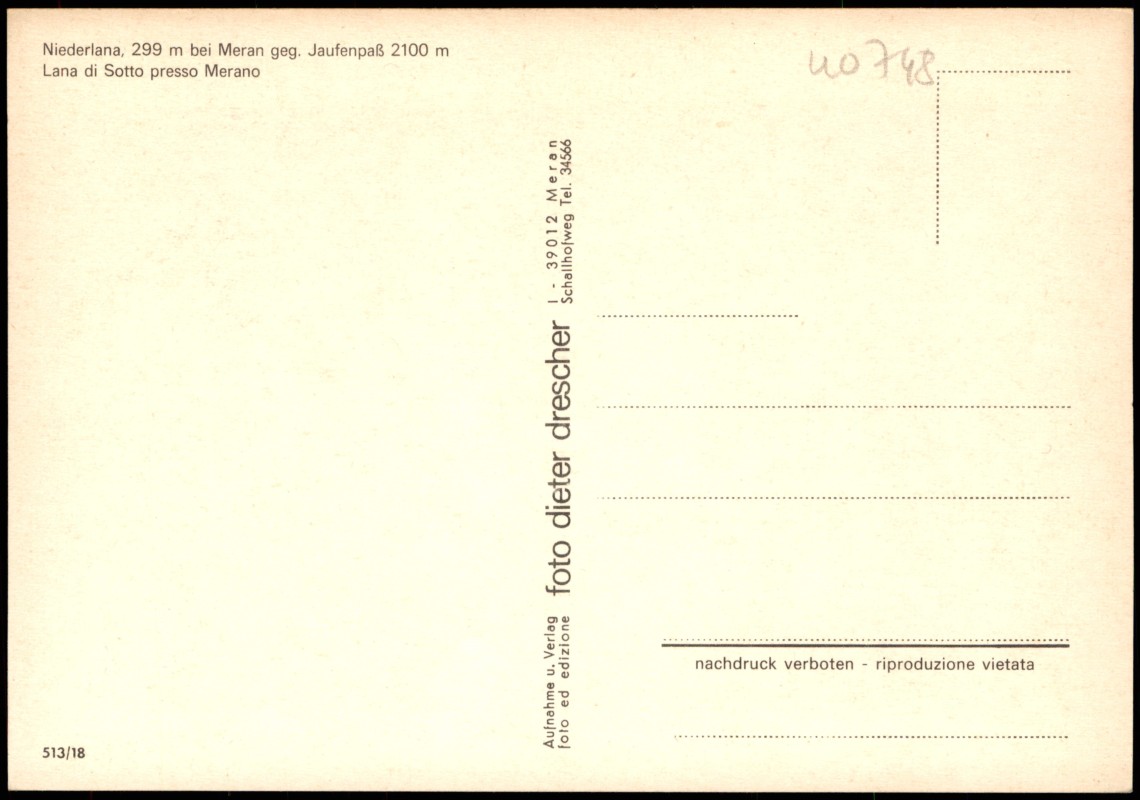 Niederlana, 299 m bei Meran geg. Jaufenpaß 2100 m
Lana di Sotto presso Merano
40748
I - 39012 Meran
Schallhofweg Tel. 34566
foto dieter drescher
Aufnahme u. Verlag
foto ed edizione
nachdruck verboten - riproduzione vietata
513/18